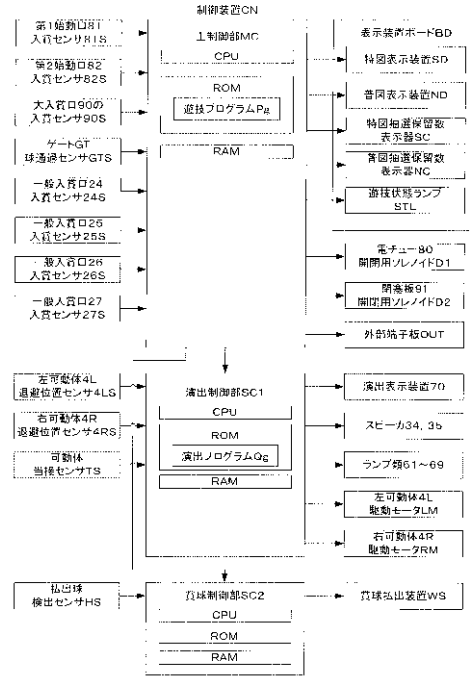 制御装置CN
第1始動口81
入賞センサ81S
第2始動口82
入賞センサ82S
大入賞口90の
入賞センサ90S
ゲートGT
球通過センサGTS
一般入賞口24
入賞センサ24S
一般入賞口25
入賞センサ25S
一般入賞口26
入賞センサ26S
一般入賞口27
入賞センサ27S
主制御部MC
CPU
ROM
遊技プログラムPg
RAM
表示装置ボードBD
特図表示装置SD
普図表示装置ND
特図抽選保留数
表示器SC
普図抽選保留数
表示器NC
遊技状態ランプ
STL
電チュー80
開閉用ソレノイドD1
閉塞板91
開閉用ソレノイドD2
外部端子板OUT
左可動体4L
退避位置センサ4LS
右可動体4R
退避位置センサ4RS
可動体
当接センサTS
演出制御部SC1
CPU
ROM
演出プログラムQg
RAM
演出表示装置70
スピーカ34, 35
ランプ類61～69
左可動体4L
駆動モータLM
右可動体4R
駆動モータRM
払出球
検出センサHS
賞球制御部SC2
CPU
ROM
RAM
賞球払出装置WS